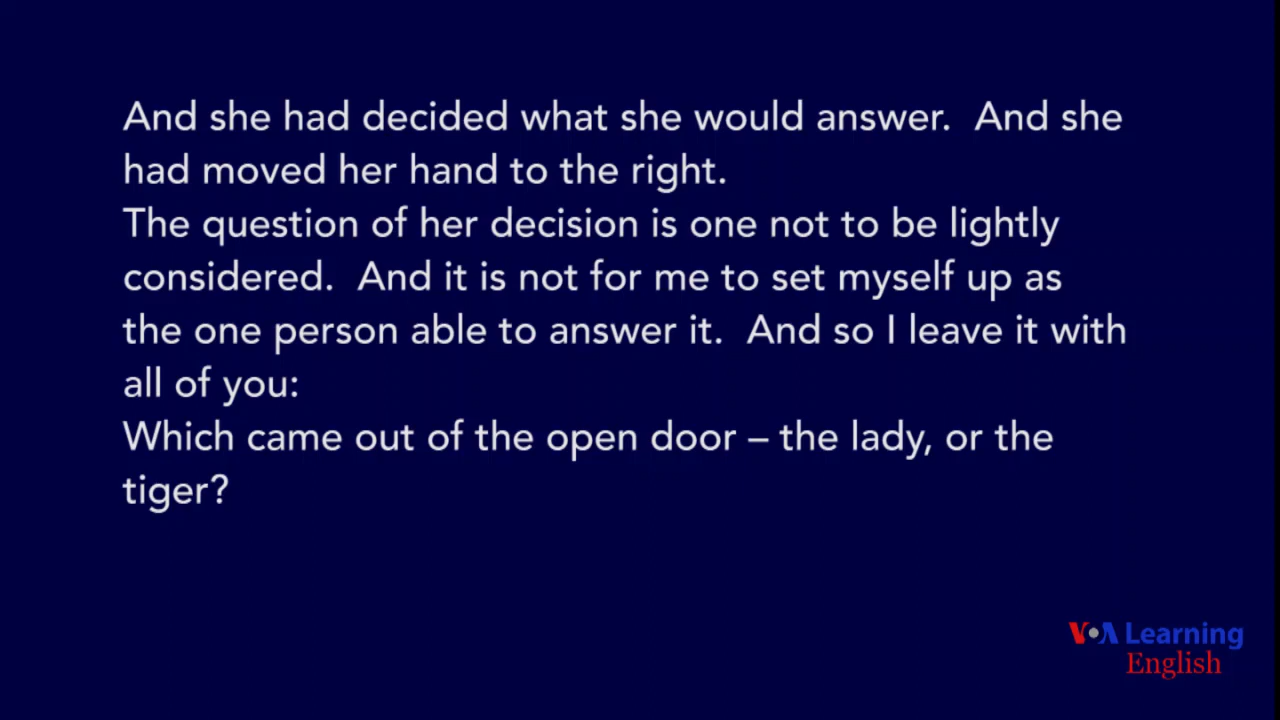 And she had decided what she would answer.  And she
had moved her hand to the right.
The question of her decision is one not to be lightly
considered.  And it is not for me to set myself up as
the one person able to answer it.  And so I leave it with
all of you:
Which came out of the open door – the lady, or the
tiger?
VOA Learning
English